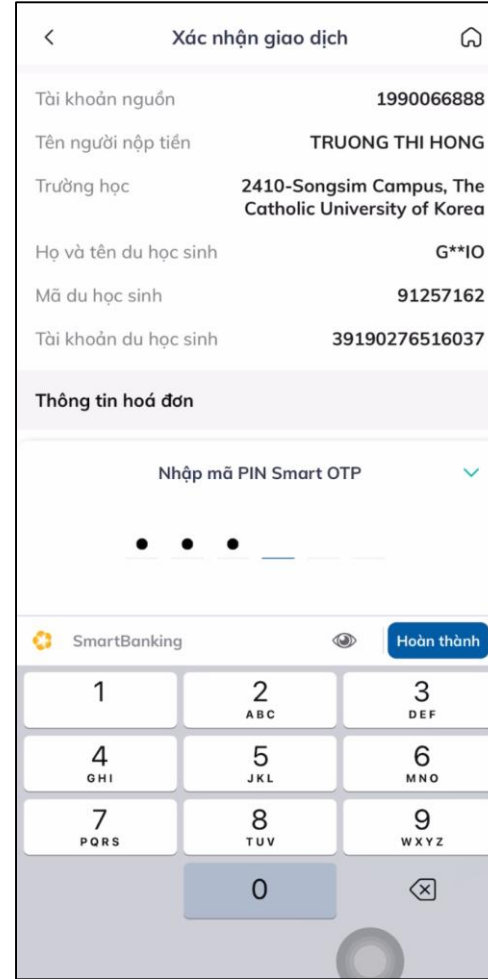 Xác nhận giao dịch
Tài khoản nguồn 1990066888
Tên người nộp tiền TRUONG THI HONG
Trường học 2410-Songsim Campus, The
Catholic University of Korea
Họ và tên du học sinh G**IO
Mã du học sinh 91257162
Tài khoản du học sinh 39190276516037
Thông tin hoá đơn
Nhập mã PIN Smart OTP
SmartBanking Hoàn thành
1 2 3
ABC DEF
4 5 6
GHI JKL MNO
7 8 9
PQRS TUV WXYZ
0